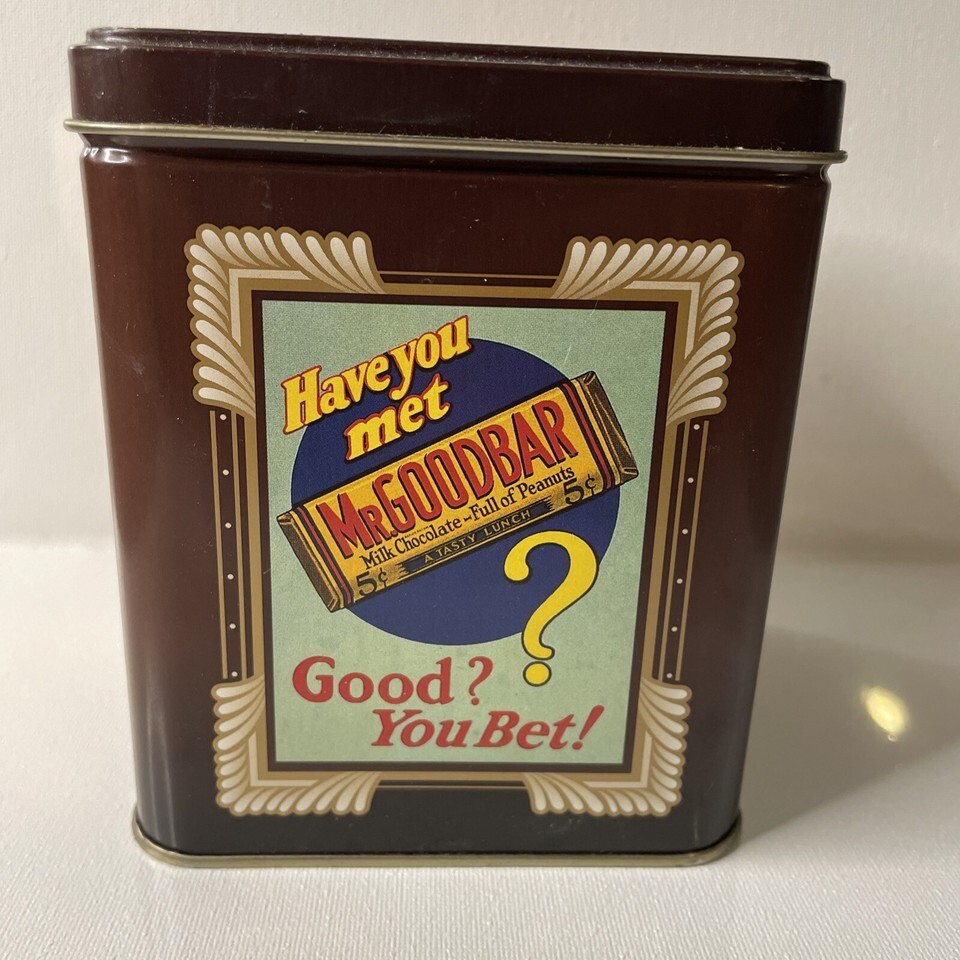 Have you
met
MR.GOODBAR
Milk Chocolate - Full of Peanuts
5¢ A TASTY LUNCH 5¢
?
Good?
You Bet!